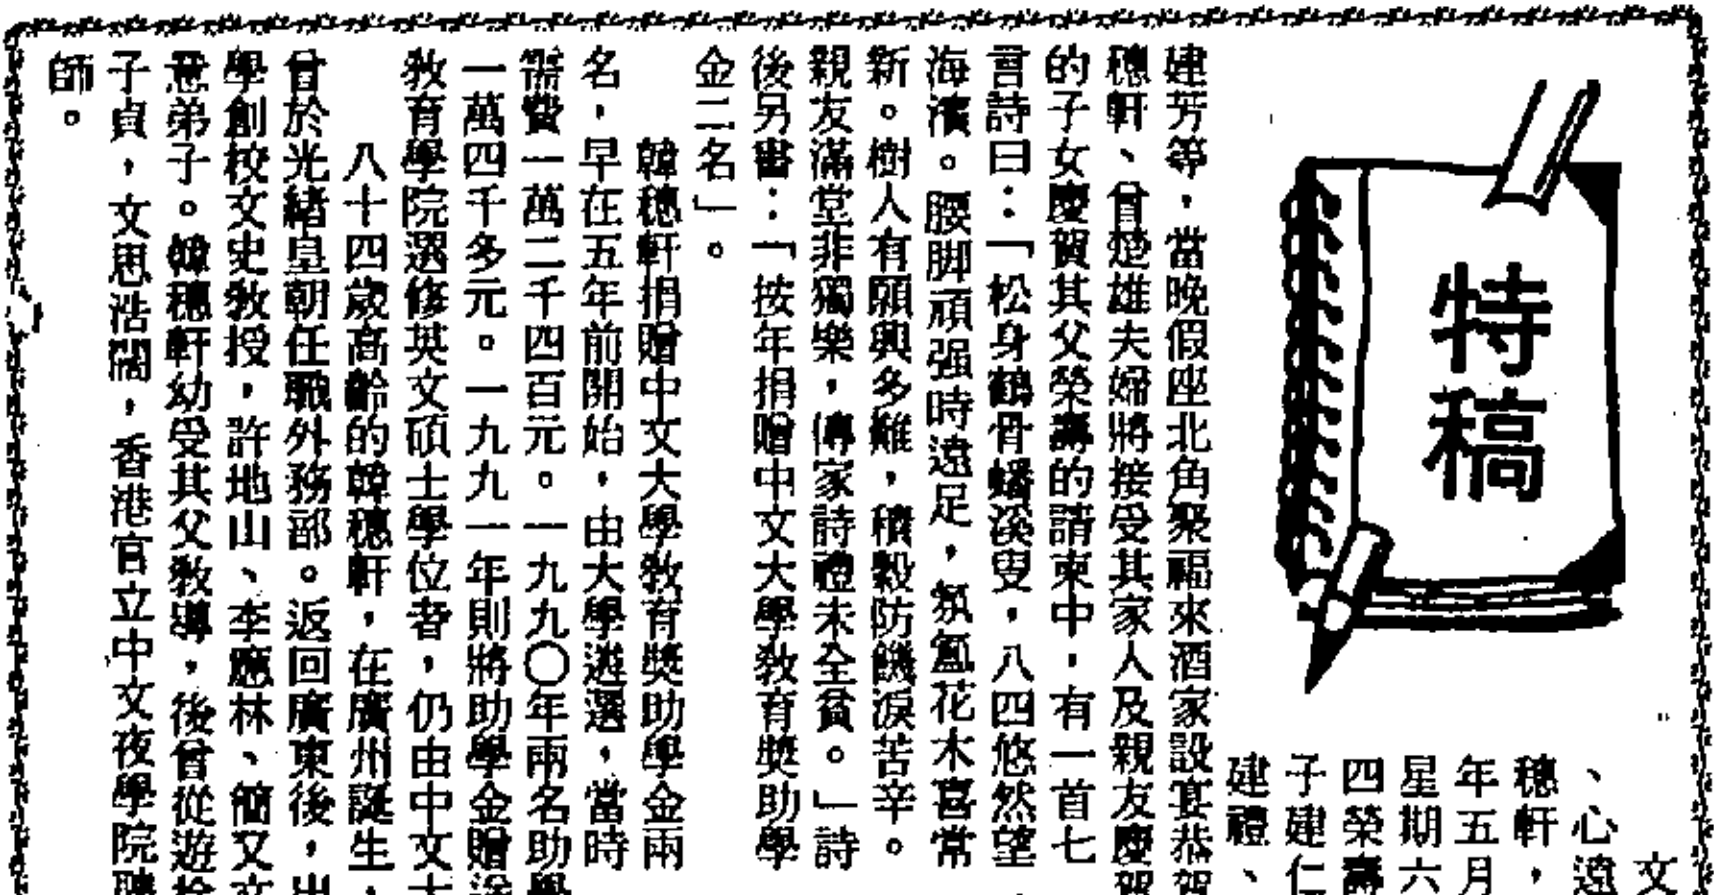 特稿
文
、心遠
穗軒，
年五月
星期六
四榮壽
子建仁
建禮、
建芳等，當晚假座北角聚福來酒家設宴恭賀
穗軒、曾楚雄夫婦將接受其家人及親友慶賀
的子女慶賀其父榮壽的請柬中，有一首七
言詩曰：「松身鶴骨蟠溪叟，八四悠然望
海濱。腰脚頑强時遠足，氛氳花木喜常
新。樹人有願興多難，積穀防饑淚苦辛。
親友滿堂非獨樂，傳家詩禮未全貧。」詩
後另書：「按年捐贈中文大學教育獎助學
金二名」。
韓穗軒捐贈中文大學教育獎助學金兩
名，早在五年前開始，由大學遴選，當時
需費一萬二千四百元。一九九〇年兩名助學
一萬四千多元。一九九一年則將助學金贈
教育學院選修英文碩士學位者，仍由中文大
八十四歲高齡的韓穗軒，在廣州誕生，
曾於光緒皇朝任職外務部。返回廣東後，出
學創校文史教授，許地山、李應林、簡又文
意弟子。韓穗軒幼受其父教導，後曾從遊於
子貞，文思浩闊，香港官立中文夜學院聘
師。